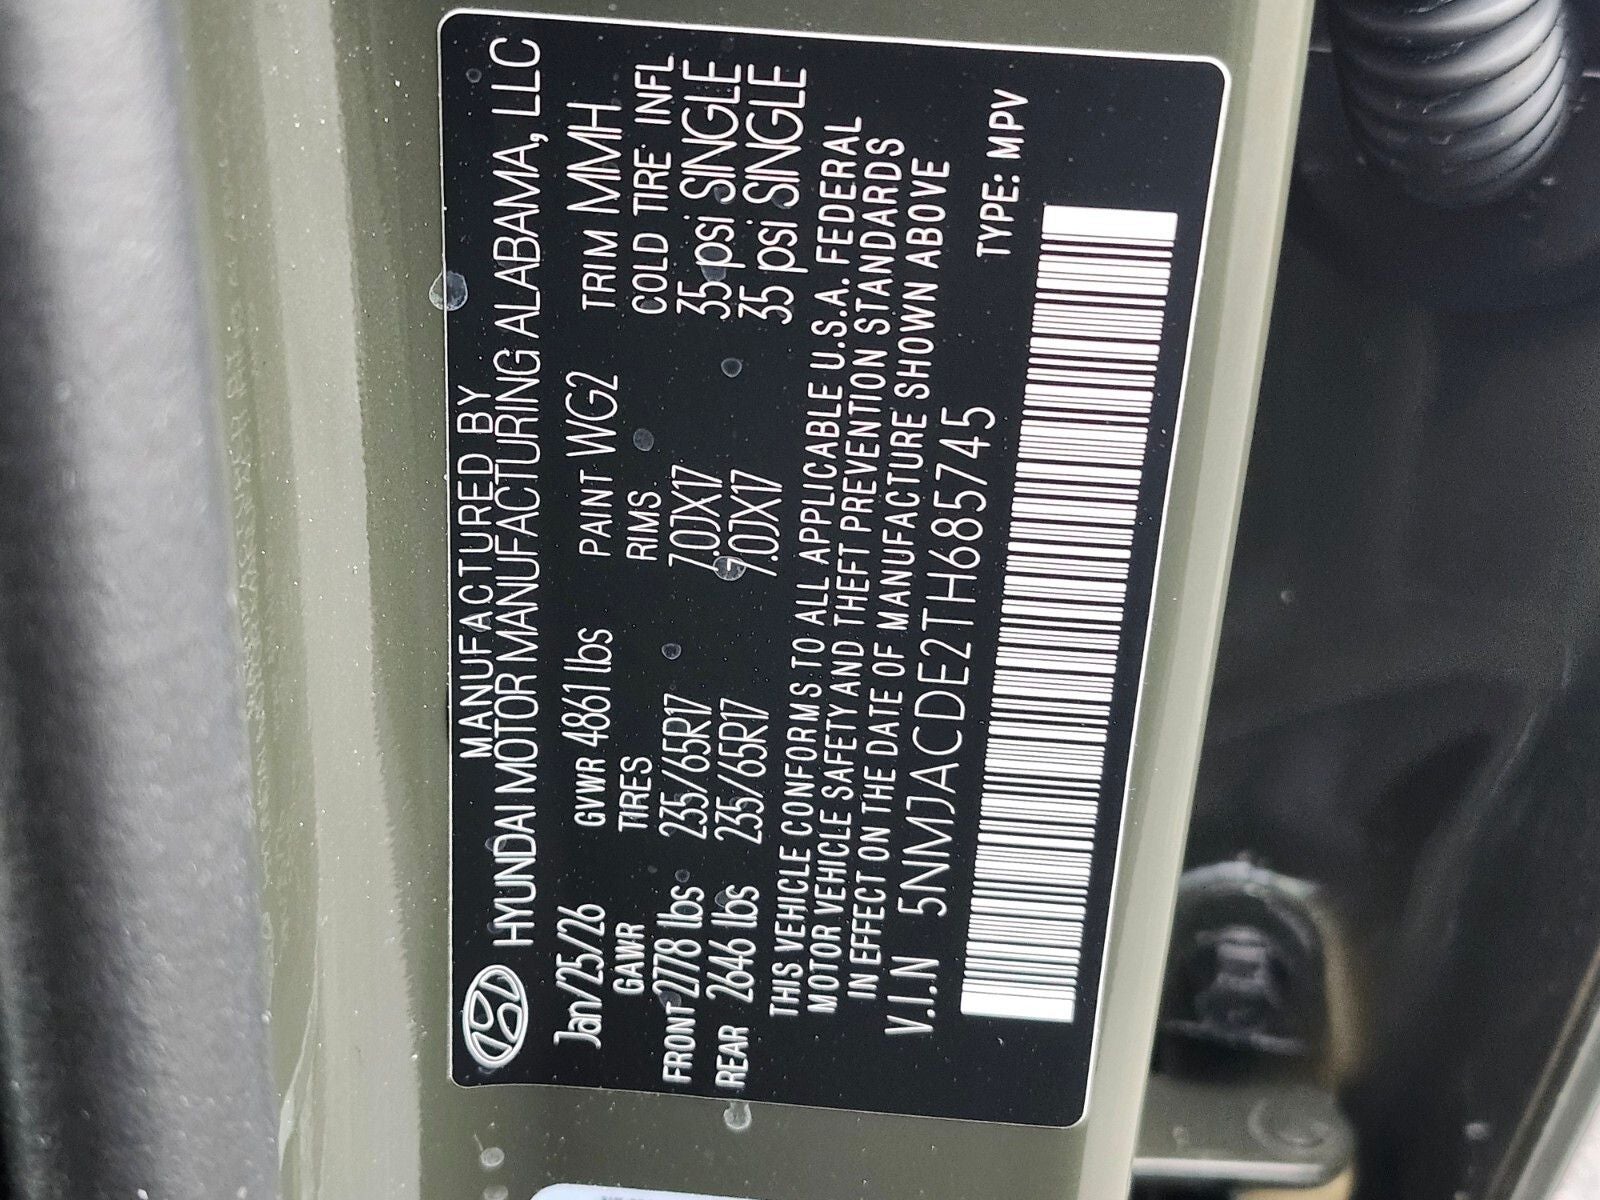 MANUFACTURED BY
HYUNDAI MOTOR MANUFACTURING ALABAMA, LLC
Jan/25/26 GVWR 4861 lbs PAINT WG2 TRIM MMH
GAWR TIRES RIMS COLD TIRE INFL
FRONT 2778 lbs 235/65R17 7.0JX17 35 psi SINGLE
REAR 2646 lbs 235/65R17 7.0JX17 35 psi SINGLE
THIS VEHICLE CONFORMS TO ALL APPLICABLE U.S.A. FEDERAL
MOTOR VEHICLE SAFETY AND THEFT PREVENTION STANDARDS
IN EFFECT ON THE DATE OF MANUFACTURE SHOWN ABOVE
V.I.N 5NMJACDE2TH685745
TYPE: MPV